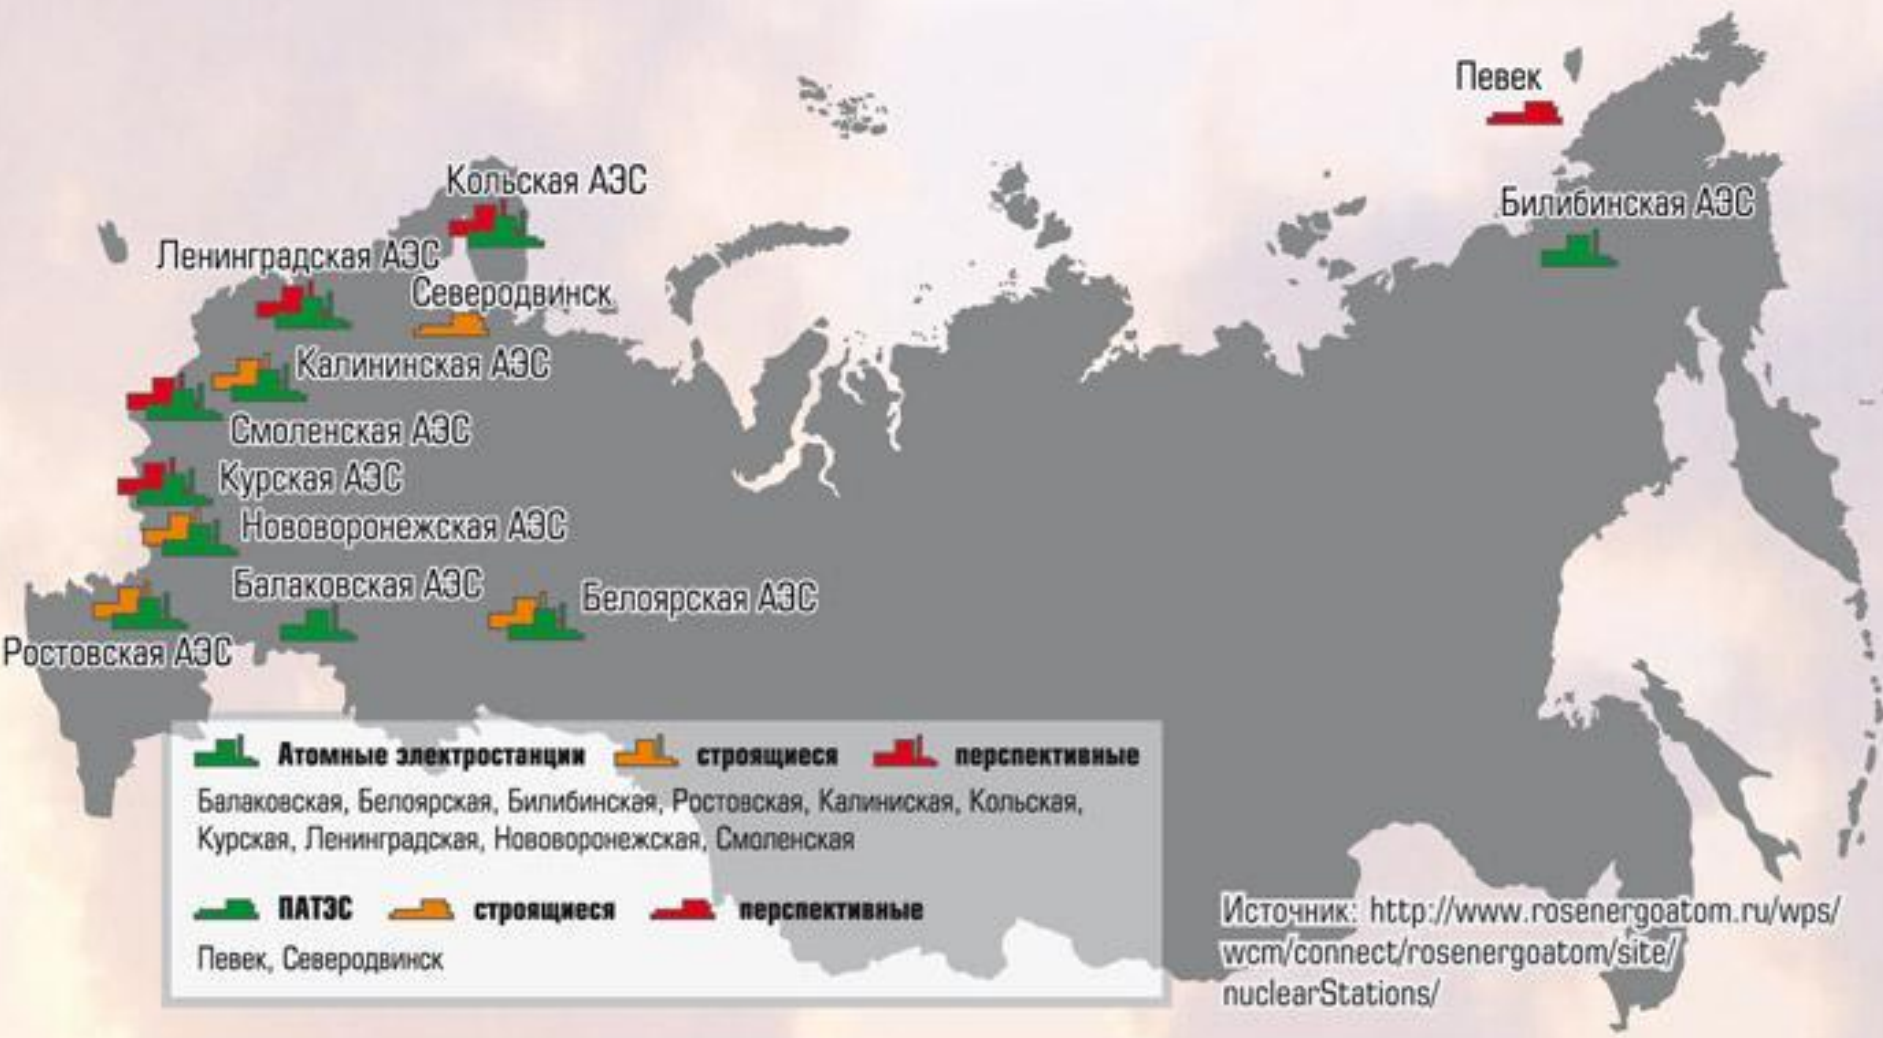 Певек
Кольская АЭС
Билибинская АЭС
Ленинградская АЭС
Северодвинск
Калининская АЭС
Смоленская АЭС
Курская АЭС
Нововоронежская АЭС
Балаковская АЭС
Белоярская АЭС
Ростовская АЭС
Атомные электростанции строящиеся перспективные
Балаковская, Белоярская, Билибинская, Ростовская, Калиниская, Кольская,
Курская, Ленинградская, Нововоронежская, Смоленская
ПАТЭС строящиеся перспективные
Певек, Северодвинск
Источник: http://www.rosenergoatom.ru/wps/
wcm/connect/rosenergoatom/site/
nuclearStations/